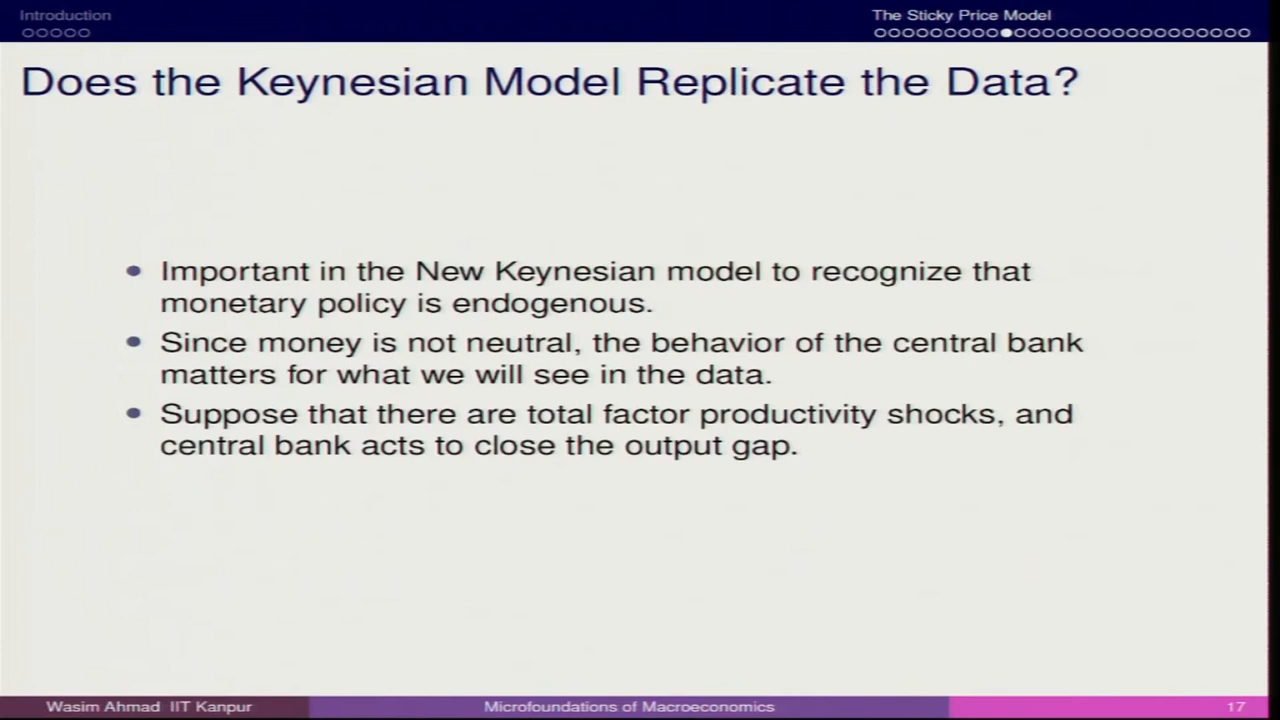 Introduction
The Sticky Price Model
Does the Keynesian Model Replicate the Data?
Important in the New Keynesian model to recognize that
monetary policy is endogenous.
Since money is not neutral, the behavior of the central bank
matters for what we will see in the data.
Suppose that there are total factor productivity shocks, and
central bank acts to close the output gap.
Wasim Ahmad IIT Kanpur
Microfoundations of Macroeconomics
17